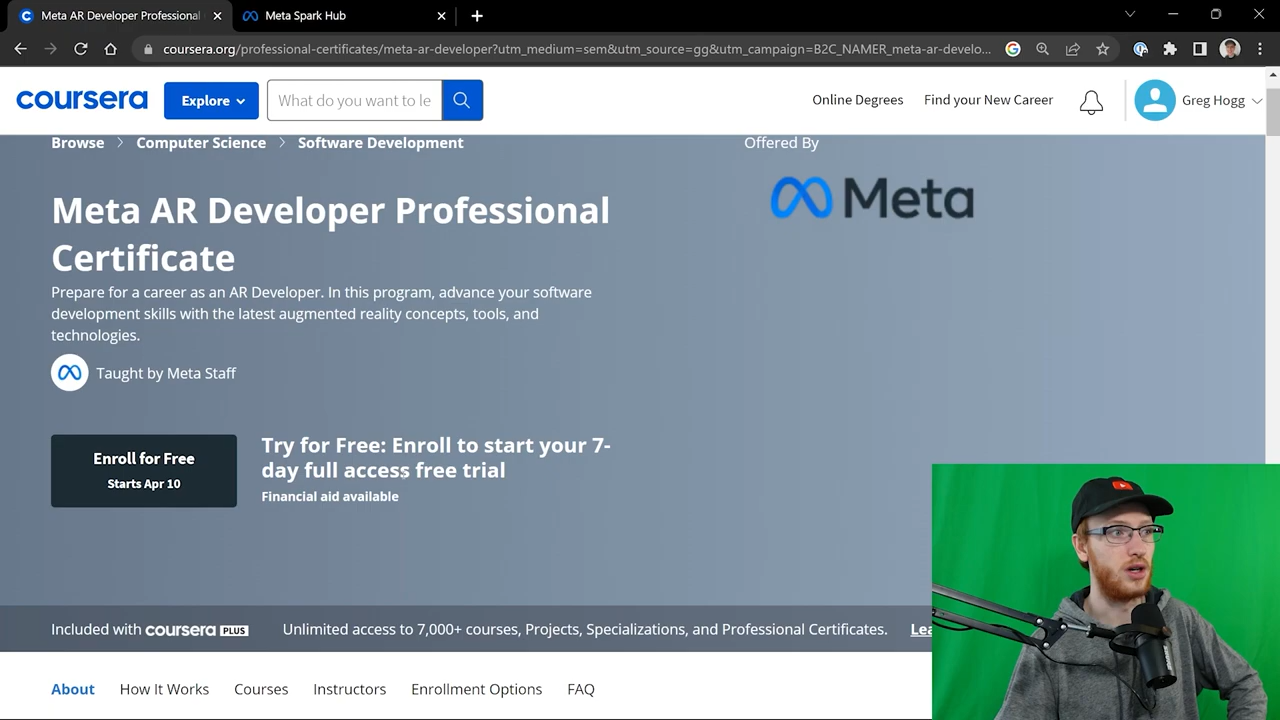 Meta AR Developer Professional
Meta Spark Hub
coursera.org/professional-certificates/meta-ar-developer?utm_medium=sem&utm_source=gg&utm_campaign=B2C_NAMER_meta-ar-develo...
coursera
Explore
What do you want to le
Online Degrees
Find your New Career
Greg Hogg
Browse > Computer Science > Software Development
Offered By
Meta
Meta AR Developer Professional
Certificate
Prepare for a career as an AR Developer. In this program, advance your software
development skills with the latest augmented reality concepts, tools, and
technologies.
Taught by Meta Staff
Enroll for Free
Starts Apr 10
Try for Free: Enroll to start your 7-
day full access free trial
Financial aid available
Included with coursera PLUS
Unlimited access to 7,000+ courses, Projects, Specializations, and Professional Certificates.
Lea
About
How It Works
Courses
Instructors
Enrollment Options
FAQ